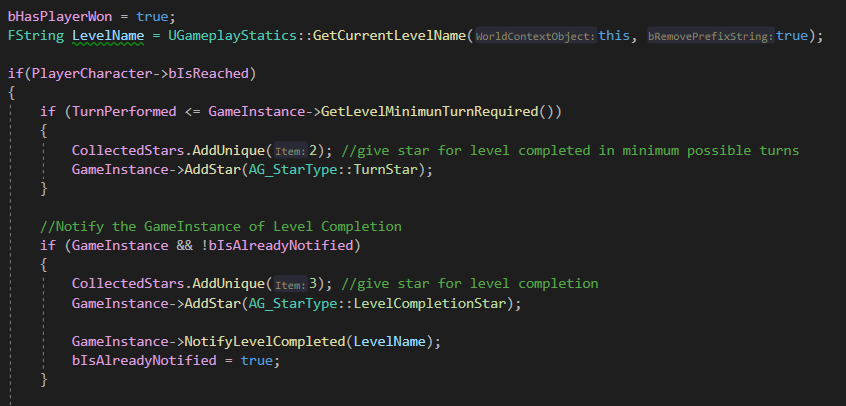 bHasPlayerWon = true;
FString LevelName = UGameplayStatics::GetCurrentLevelName(WorldContextObject:this, bRemovePrefixString:true);
if(PlayerCharacter->bIsReached)
{
if (TurnPerformed <= GameInstance->GetLevelMinimunTurnRequired())
{
CollectedStars.AddUnique(Item:2); //give star for level completed in minimum possible turns
GameInstance->AddStar(AG_StarType::TurnStar);
}
//Notify the GameInstance of Level Completion
if (GameInstance && !bIsAlreadyNotified)
{
CollectedStars.AddUnique(Item:3); //give star for level completion
GameInstance->AddStar(AG_StarType::LevelCompletionStar);
GameInstance->NotifyLevelCompleted(LevelName);
bIsAlreadyNotified = true;
}